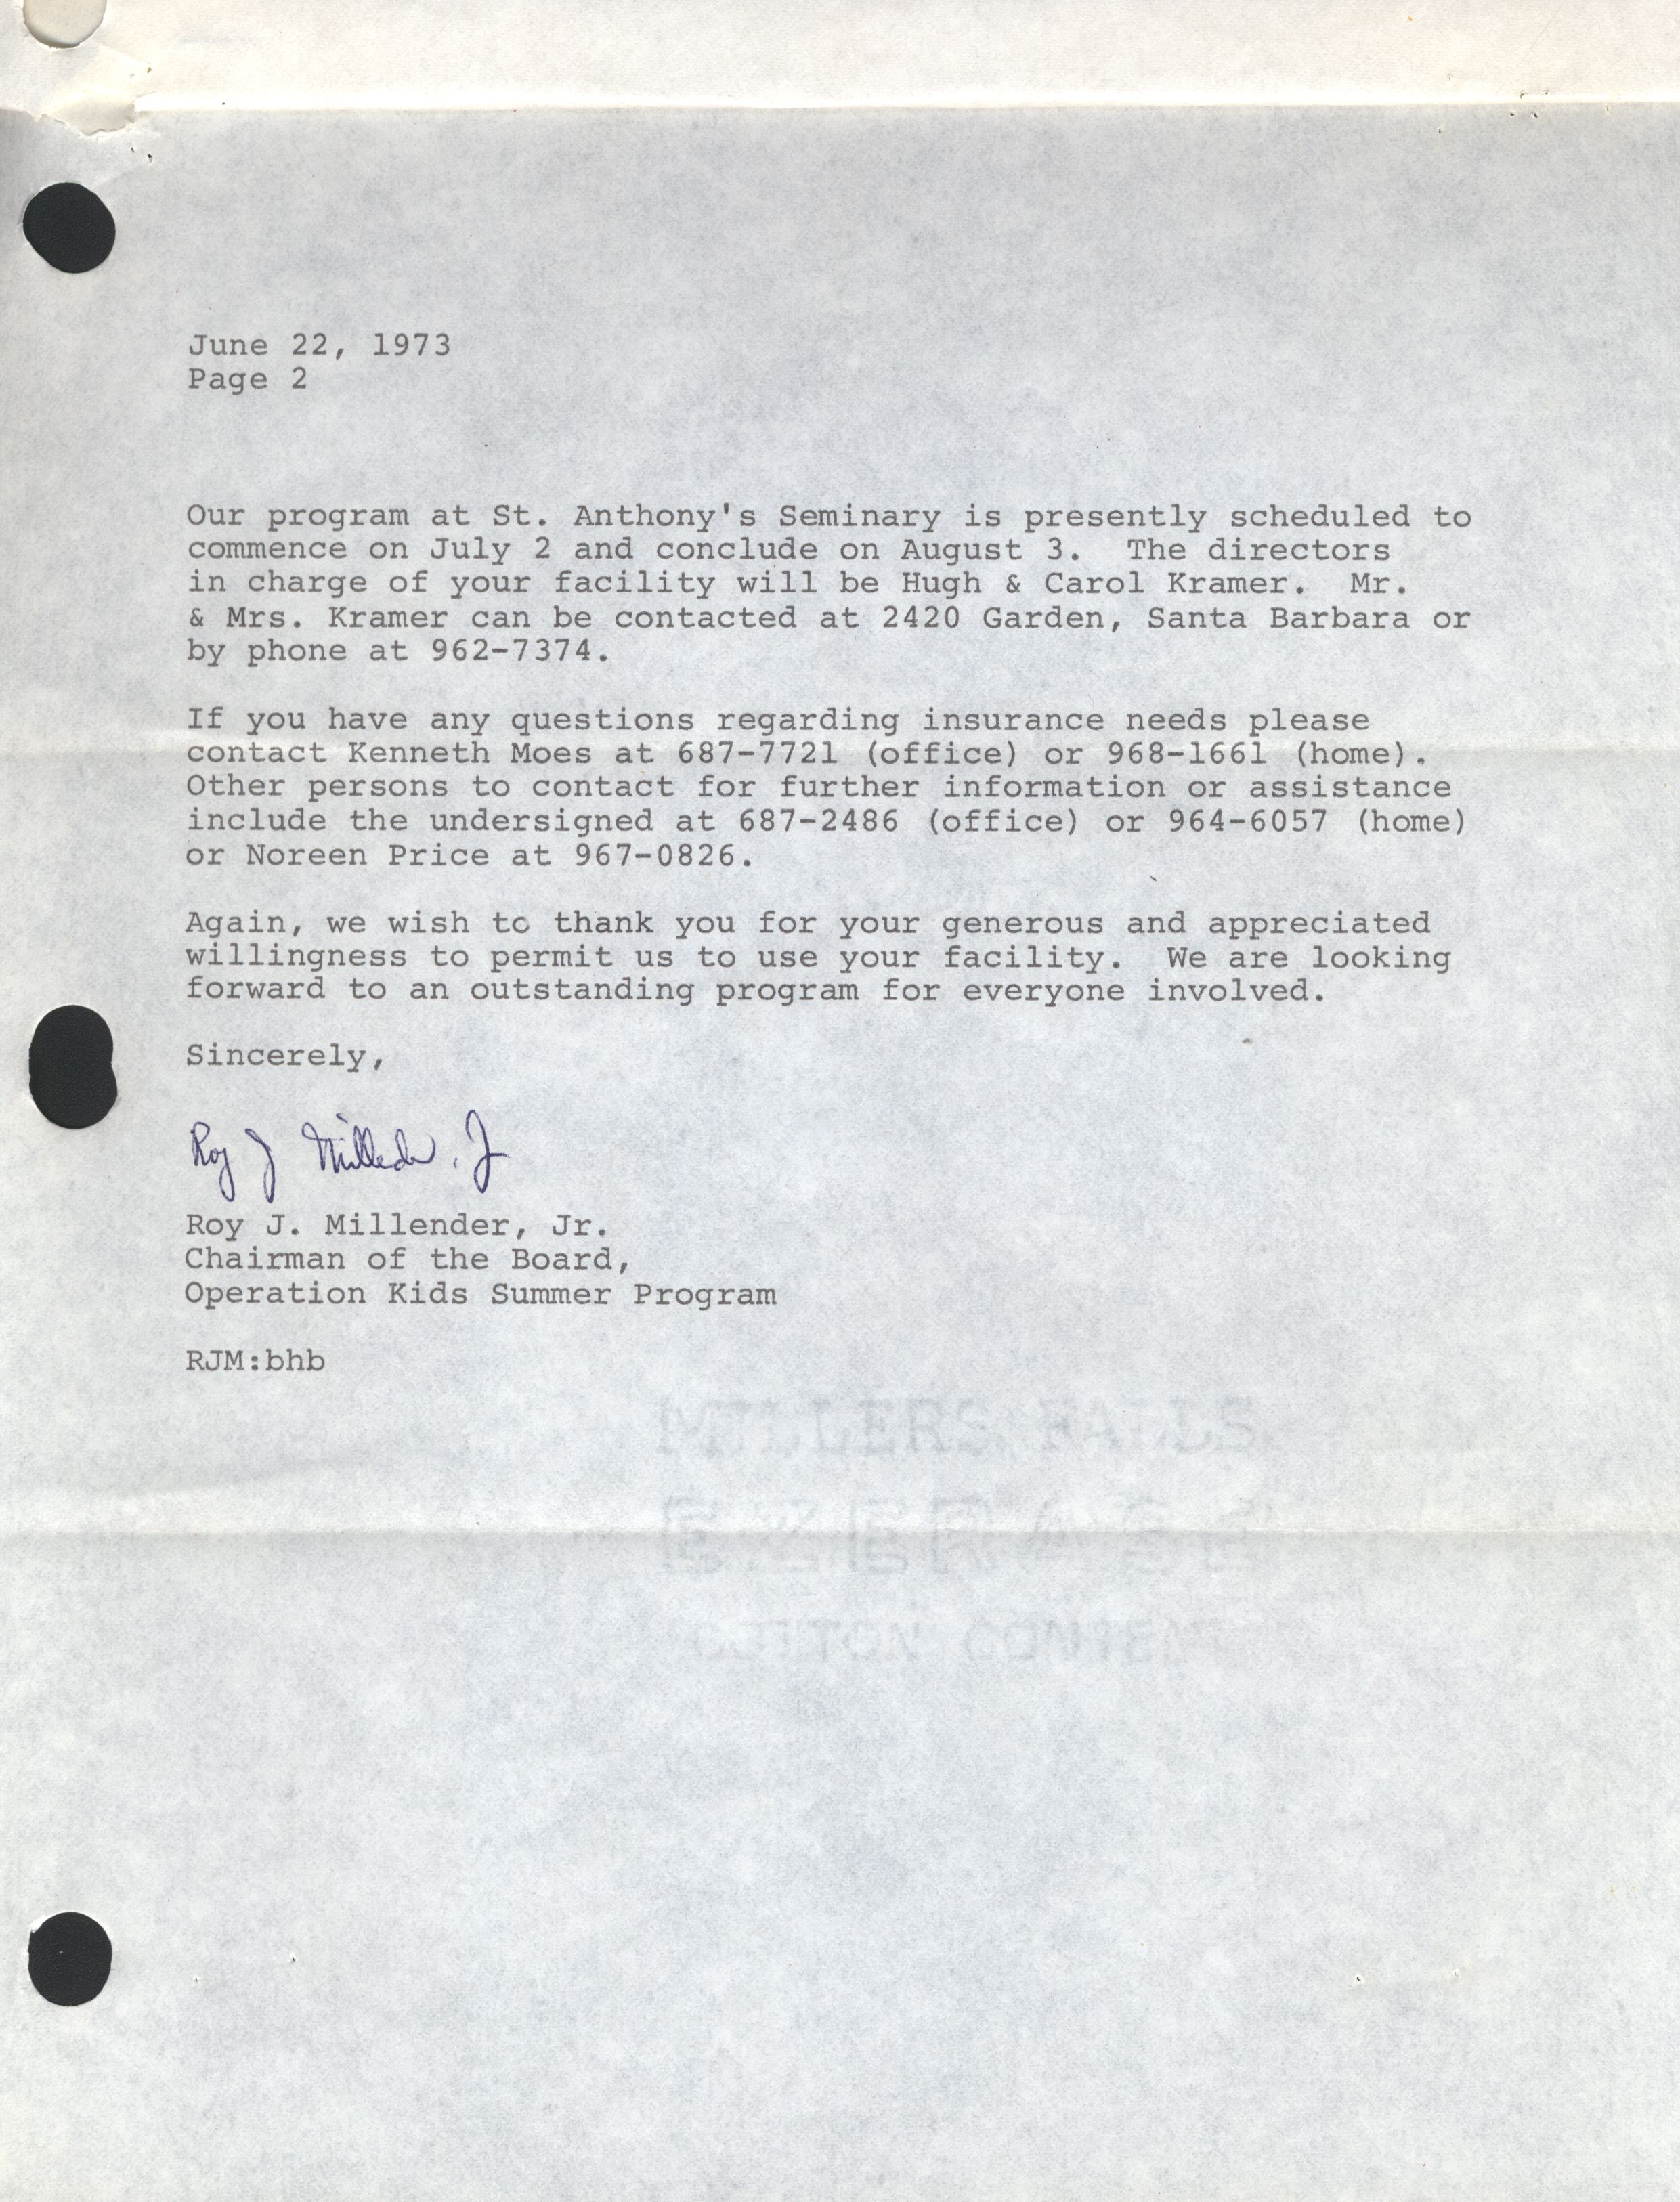 June 22, 1973
Page 2
Our program at St. Anthony's Seminary is presently scheduled to
commence on July 2 and conclude on August 3. The directors
in charge of your facility will be Hugh & Carol Kramer. Mr.
& Mrs. Kramer can be contacted at 2420 Garden, Santa Barbara or
by phone at 962-7374.
If you have any questions regarding insurance needs please
contact Kenneth Moes at 687-7721 (office) or 968-1661 (home).
Other persons to contact for further information or assistance
include the undersigned at 687-2486 (office) or 964-6057 (home)
or Noreen Price at 967-0826.
Again, we wish to thank you for your generous and appreciated
willingness to permit us to use your facility. We are looking
forward to an outstanding program for everyone involved.
Sincerely,
Roy J Millender, Jr
Roy J. Millender, Jr.
Chairman of the Board,
Operation Kids Summer Program
RJM:bhb
MILLERS FALLS
EZERASE
COTTON CONTENT